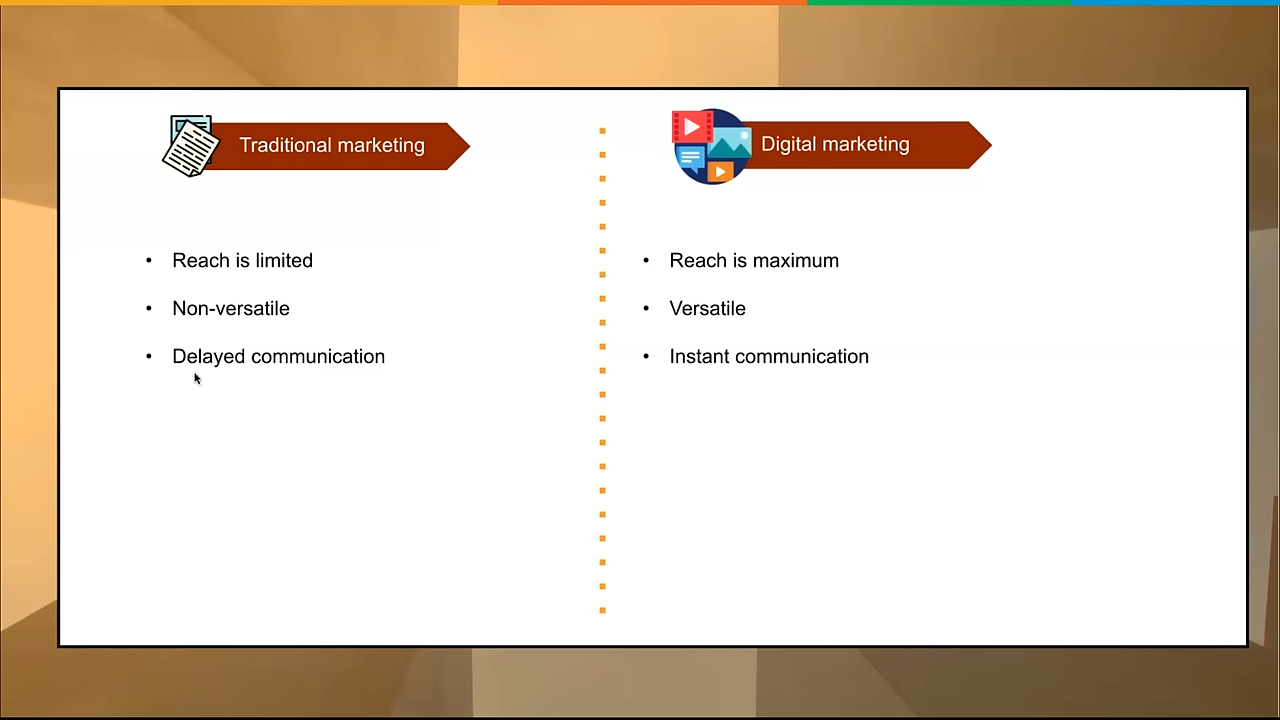 Traditional marketing
Digital marketing
• Reach is limited
• Non-versatile
• Delayed communication
• Reach is maximum
• Versatile
• Instant communication